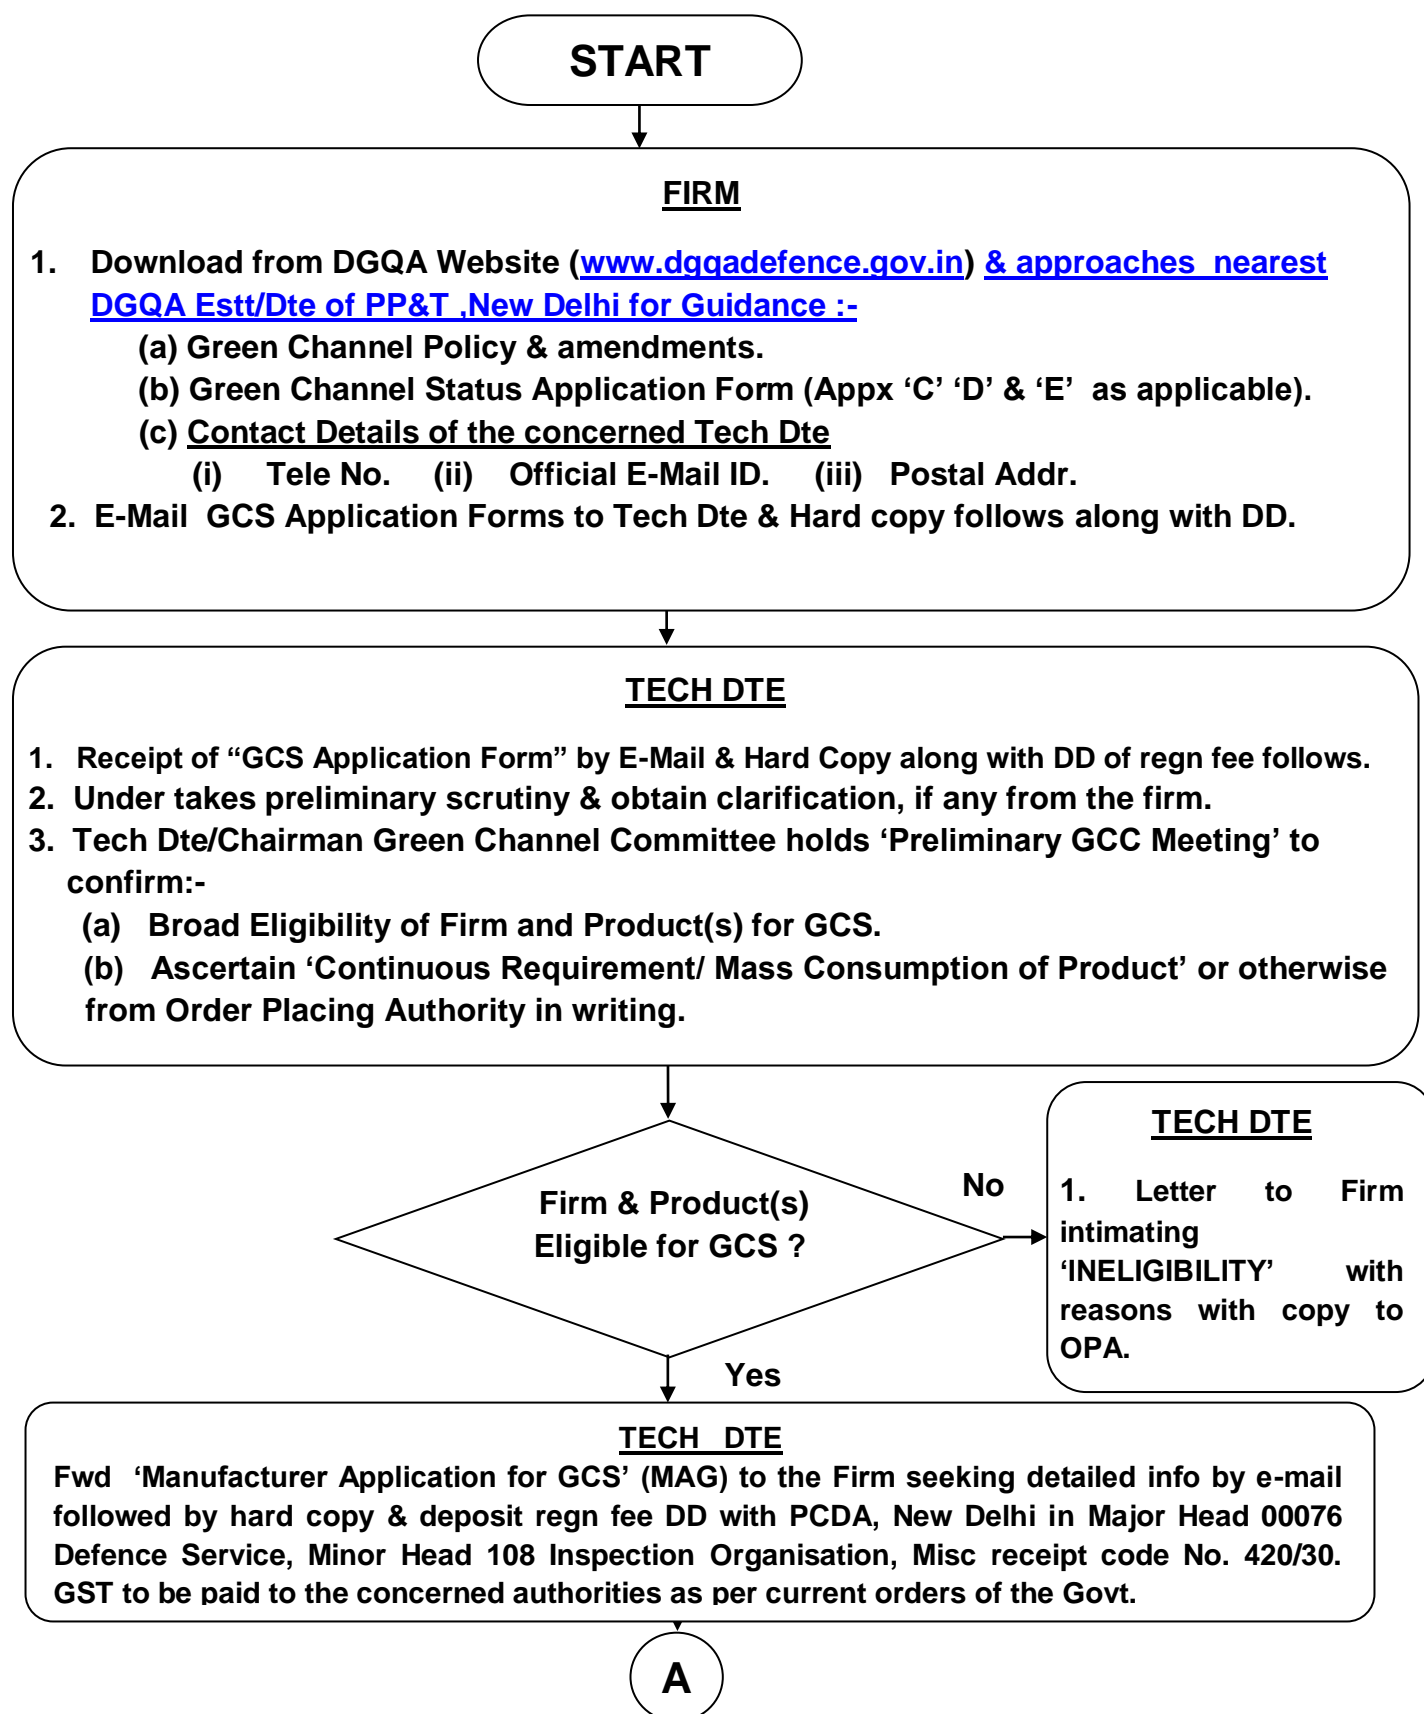 START
FIRM
1. Download from DGQA Website (www.dgqadefence.gov.in) & approaches nearest
DGQA Estt/Dte of PP&T ,New Delhi for Guidance :-
(a) Green Channel Policy & amendments.
(b) Green Channel Status Application Form (Appx ‘C’ ‘D’ & ‘E’ as applicable).
(c) Contact Details of the concerned Tech Dte
(i) Tele No. (ii) Official E-Mail ID. (iii) Postal Addr.
2. E-Mail GCS Application Forms to Tech Dte & Hard copy follows along with DD.
TECH DTE
1. Receipt of “GCS Application Form” by E-Mail & Hard Copy along with DD of regn fee follows.
2. Under takes preliminary scrutiny & obtain clarification, if any from the firm.
3. Tech Dte/Chairman Green Channel Committee holds ‘Preliminary GCC Meeting’ to
confirm:-
(a) Broad Eligibility of Firm and Product(s) for GCS.
(b) Ascertain ‘Continuous Requirement/ Mass Consumption of Product’ or otherwise
from Order Placing Authority in writing.
Firm & Product(s)
Eligible for GCS ?
No
TECH DTE
1. Letter to Firm
intimating
‘INELIGIBILITY’ with
reasons with copy to
OPA.
Yes
TECH DTE
Fwd ‘Manufacturer Application for GCS’ (MAG) to the Firm seeking detailed info by e-mail
followed by hard copy & deposit regn fee DD with PCDA, New Delhi in Major Head 00076
Defence Service, Minor Head 108 Inspection Organisation, Misc receipt code No. 420/30.
GST to be paid to the concerned authorities as per current orders of the Govt.
A